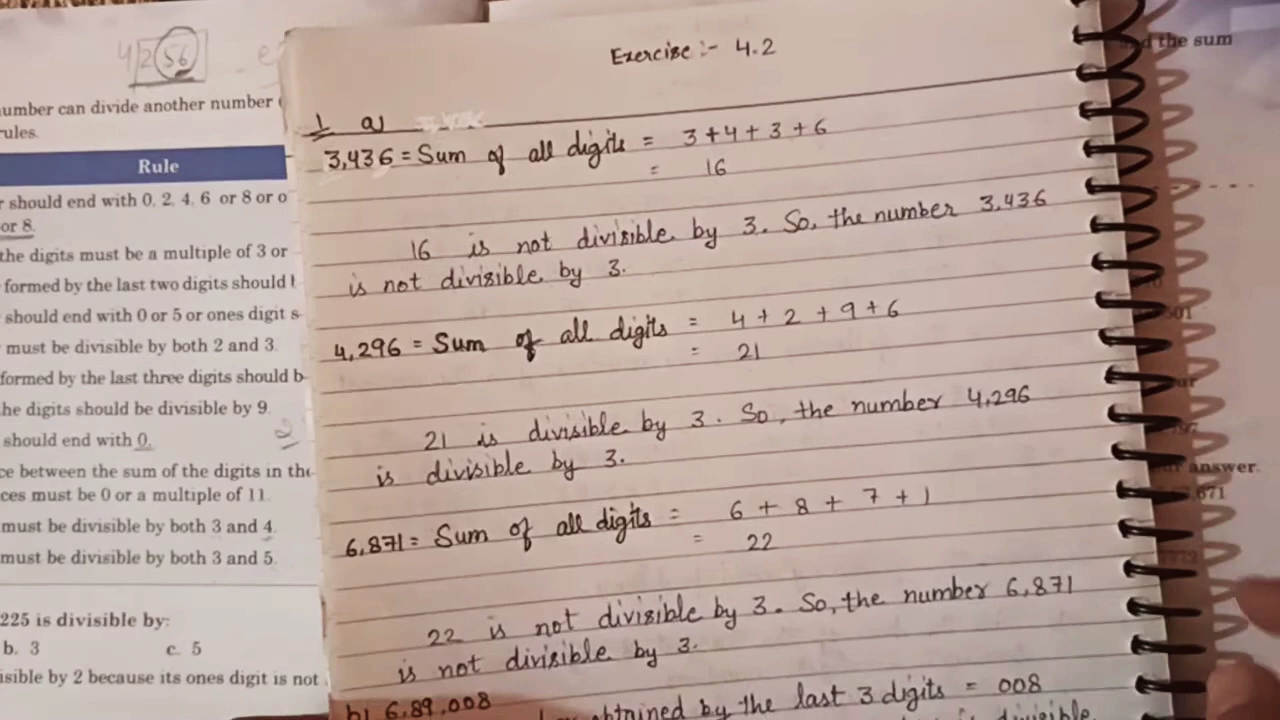 4 256
umber can divide another number
rules.
Rule
should end with 0, 2, 4, 6 or 8 or o
or 8.
the digits must be a multiple of 3 or
formed by the last two digits should
should end with 0 or 5 or ones digit
must be divisible by both 2 and 3.
formed by the last three digits should
he digits should be divisible by 9.
should end with 0.
ce between the sum of the digits in the
ces must be 0 or a multiple of 11.
must be divisible by both 3 and 4.
must be divisible by both 3 and 5.
225 is divisible by:
b. 3 c. 5
isible by 2 because its ones digit is not
Exercise :- 4.2
1 a)
3,436 = Sum of all digits = 3+4+3+6
= 16
16 is not divisible by 3. So, the number 3,436
is not divisible by 3.
4,296 = Sum of all digits = 4 + 2 + 9 + 6
= 21
21 is divisible by 3. So, the number 4,296
is divisible by 3.
6,871 = Sum of all digits = 6 + 8 + 7 + 1
= 22
22 is not divisible by 3. So, the number 6,871
is not divisible by 3.
b) 6,89,008
obtained by the last 3 digits = 008
the sum
answer.